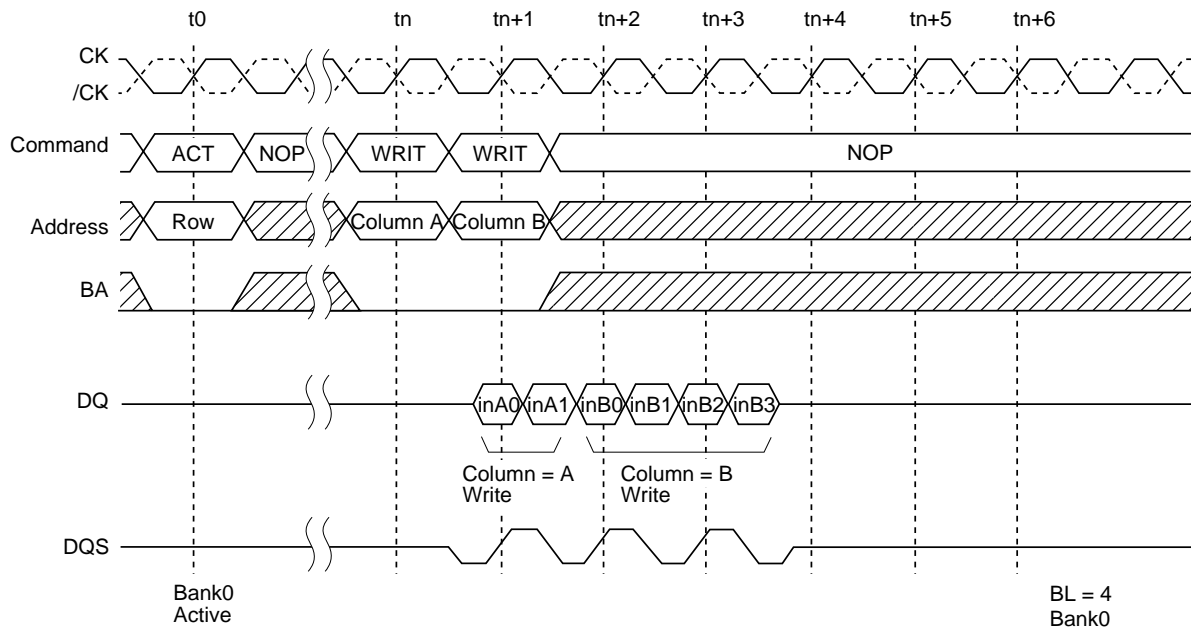 t0 tn tn+1 tn+2 tn+3 tn+4 tn+5 tn+6
CK
/CK
Command ACT NOP WRIT WRIT NOP
Address Row Column A Column B
BA
DQ inA0 inA1 inB0 inB1 inB2 inB3
Column = A Column = B
Write Write
DQS
Bank0 BL = 4
Active Bank0